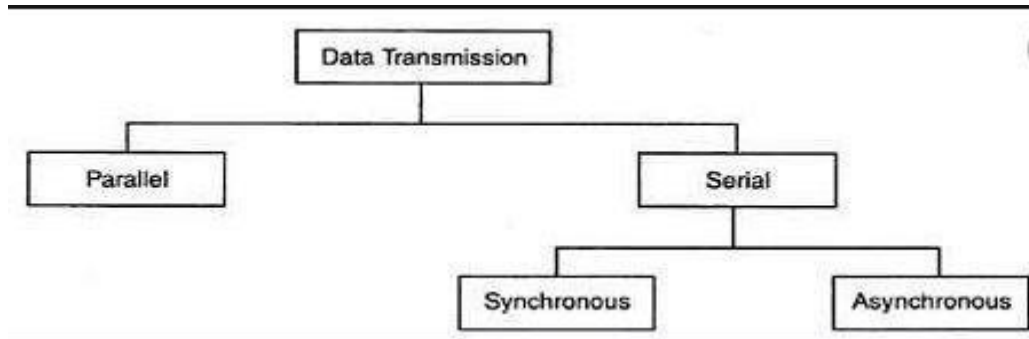 Data Transmission
Parallel
Serial
Synchronous
Asynchronous